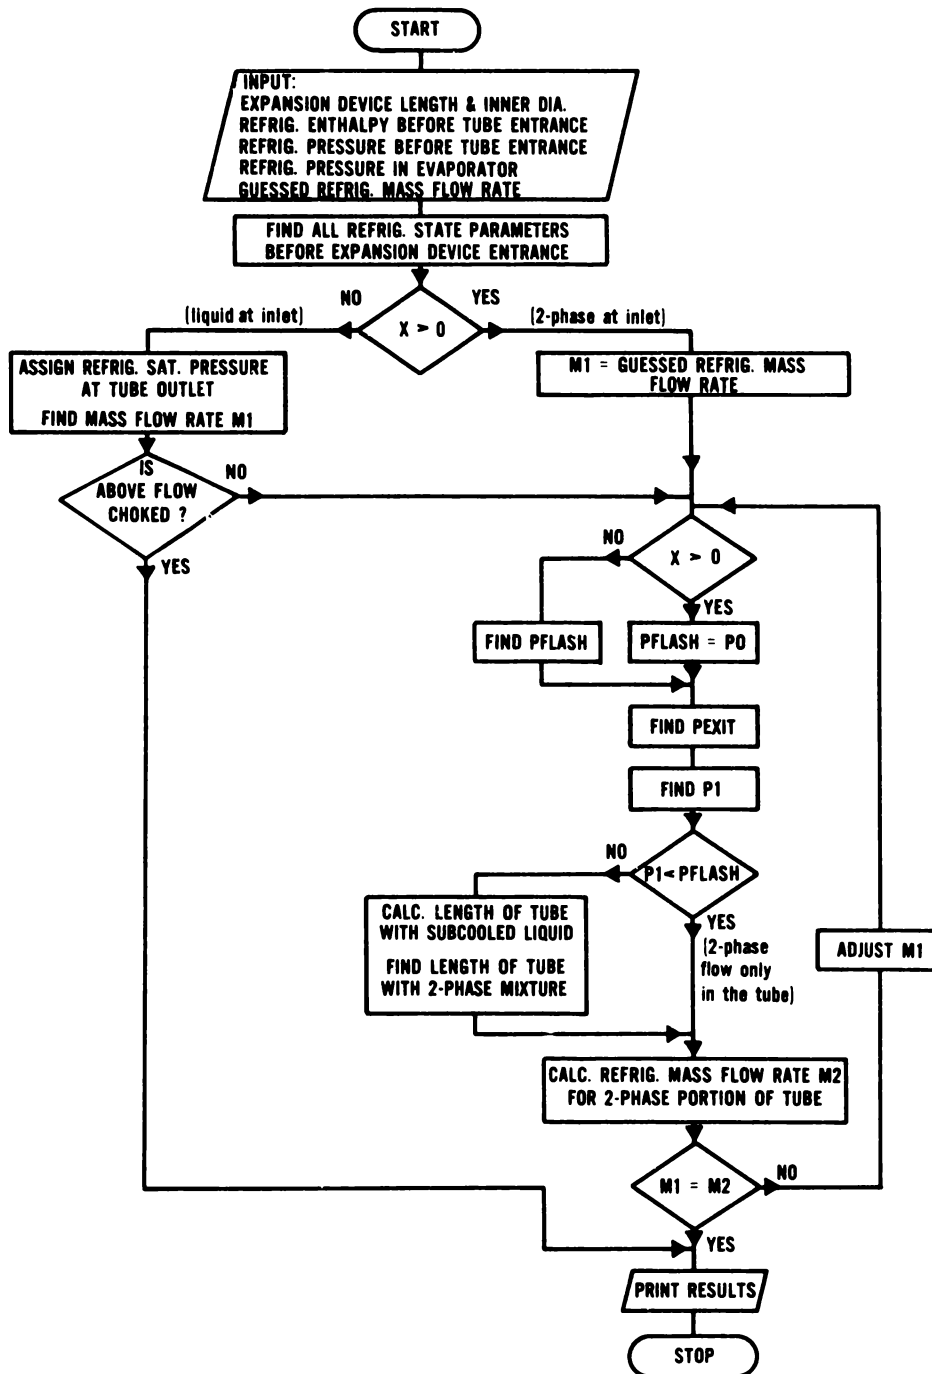 START
INPUT:
EXPANSION DEVICE LENGTH & INNER DIA.
REFRIG. ENTHALPY BEFORE TUBE ENTRANCE
REFRIG. PRESSURE BEFORE TUBE ENTRANCE
REFRIG. PRESSURE IN EVAPORATOR
GUESSED REFRIG. MASS FLOW RATE
FIND ALL REFRIG. STATE PARAMETERS
BEFORE EXPANSION DEVICE ENTRANCE
NO
YES
(liquid at inlet)
X > 0
(2-phase at inlet)
ASSIGN REFRIG. SAT. PRESSURE
AT TUBE OUTLET
FIND MASS FLOW RATE M1
M1 = GUESSED REFRIG. MASS
FLOW RATE
IS
ABOVE FLOW
CHOKED ?
NO
YES
NO
X > 0
YES
FIND PFLASH
PFLASH = PO
FIND PEXIT
FIND P1
NO
P1< PFLASH
YES
(2-phase
flow only
in the tube)
CALC. LENGTH OF TUBE
WITH SUBCOOLED LIQUID
FIND LENGTH OF TUBE
WITH 2-PHASE MIXTURE
ADJUST M1
CALC. REFRIG. MASS FLOW RATE M2
FOR 2-PHASE PORTION OF TUBE
M1 = M2
NO
YES
PRINT RESULTS
STOP